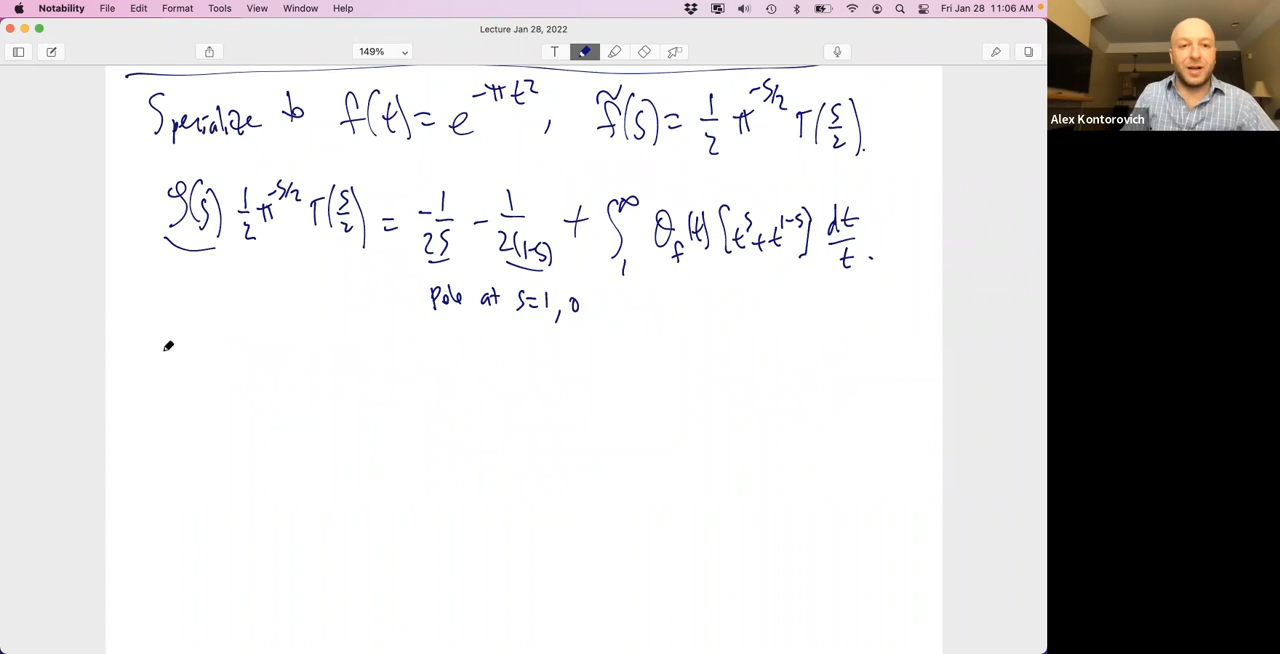 Notability File Edit Format Tools View Window Help Fri Jan 28 11:06 AM
Lecture Jan 28, 2022
149% T
Alex Kontorovich
Specialize to f(t) = e^{-πt²}, f̃(s) = 1/2 π^{-s/2} Γ(s/2).
ζ(s) 1/2 π^{-s/2} Γ(s/2) = -1/2s - 1/2(1-s) + ∫_1^∞ θ_f(t) [t^s + t^{1-s}] dt/t.
pole at s=1, 0